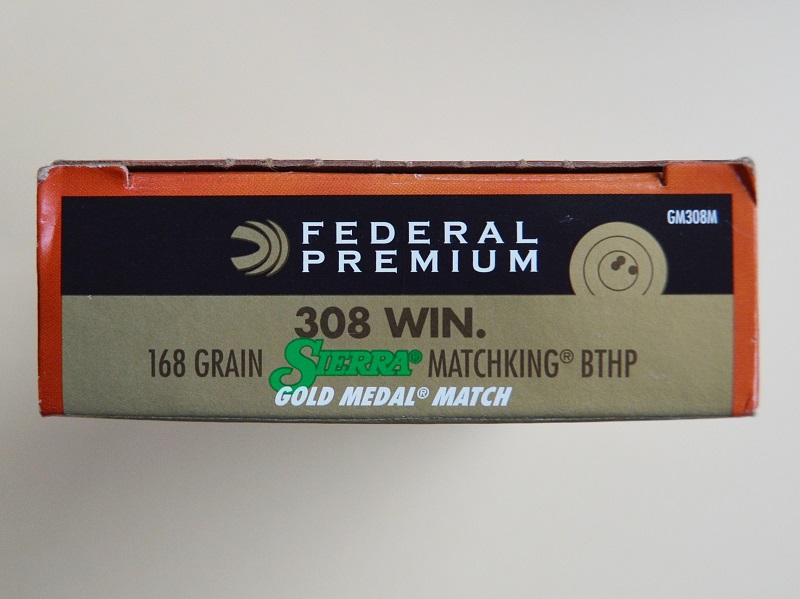 GM308M
FEDERAL
PREMIUM
308 WIN.
168 GRAIN SIERRA® MATCHKING® BTHP
GOLD MEDAL® MATCH